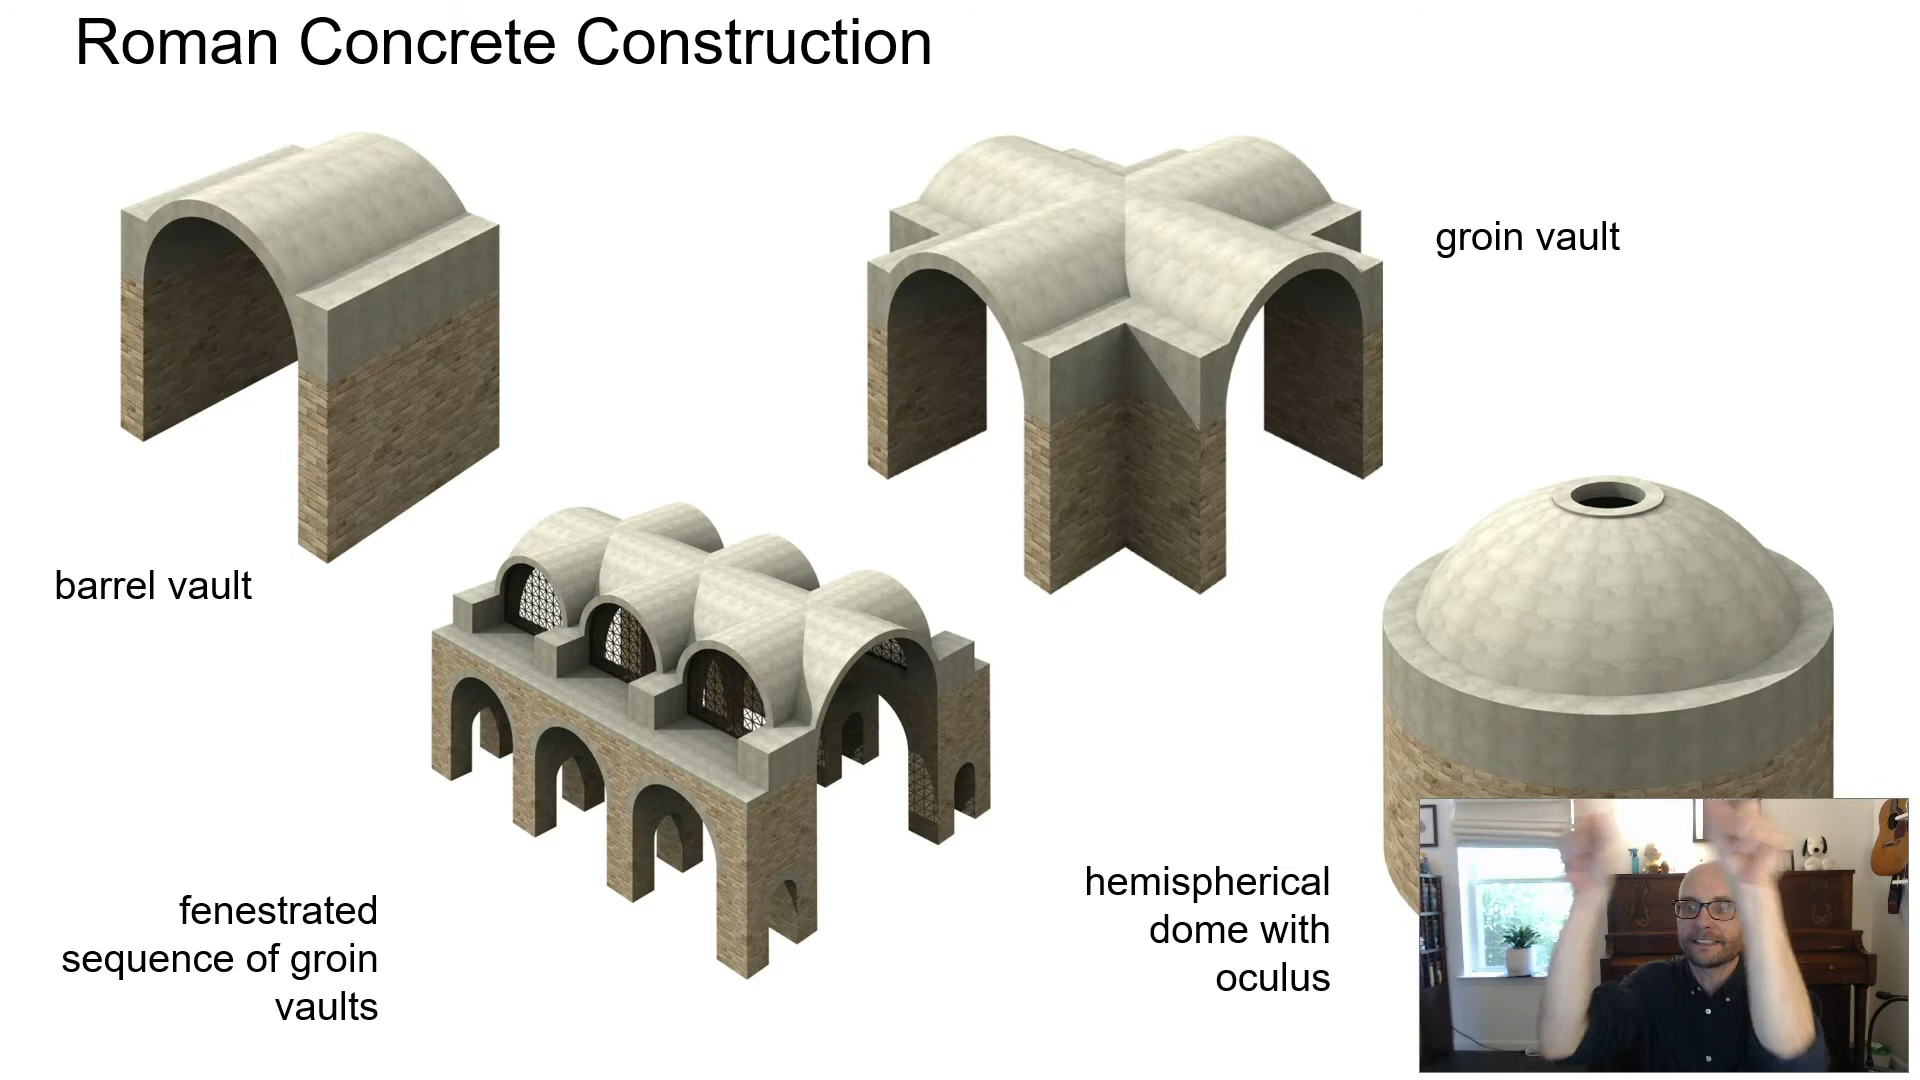 Roman Concrete Construction
groin vault
barrel vault
fenestrated
sequence of groin
vaults
hemispherical
dome with
oculus